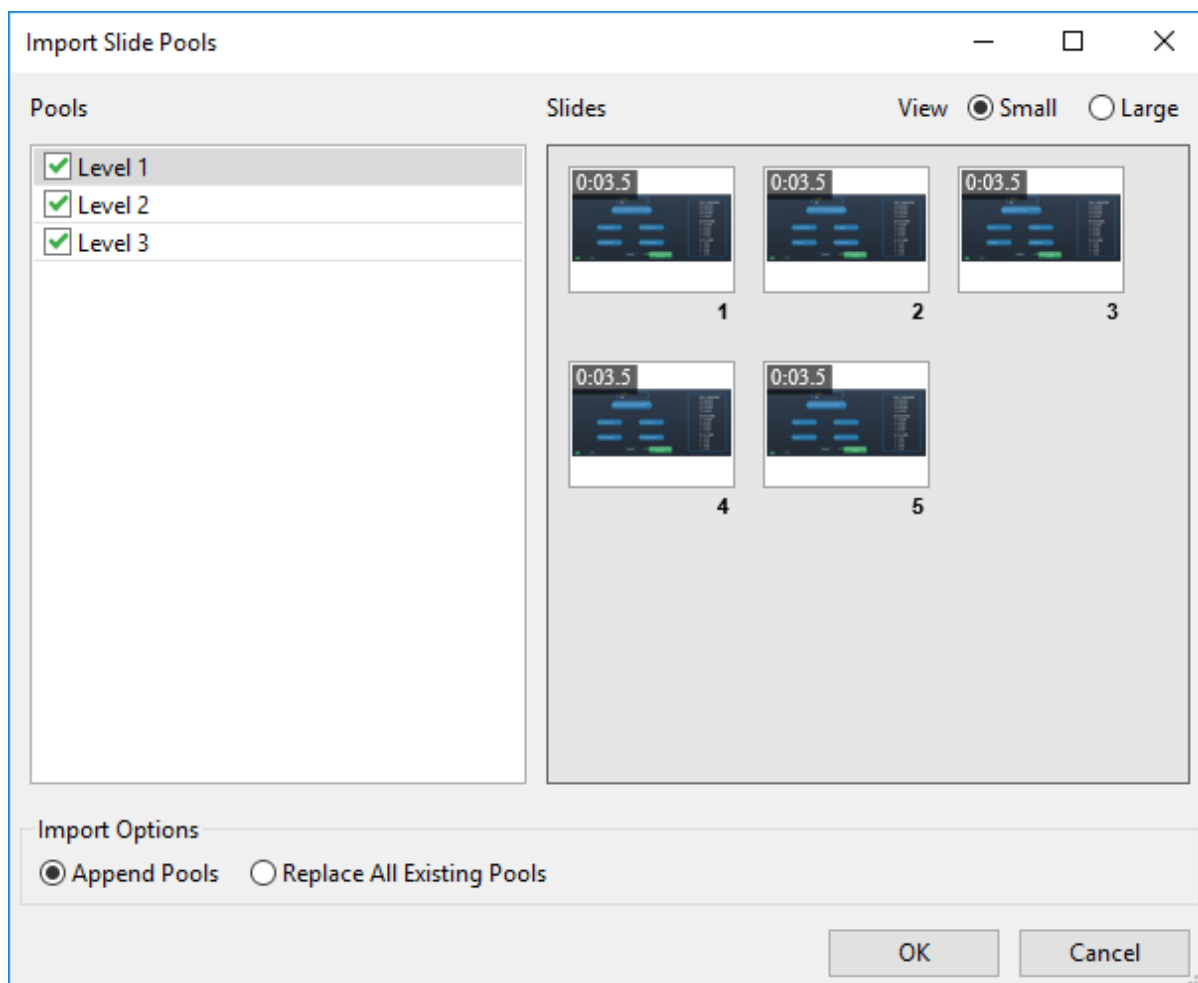 Import Slide Pools
Pools
Slides View Small Large
Level 1
Level 2
Level 3
0:03.5 0:03.5 0:03.5
1 2 3
0:03.5 0:03.5
4 5
Import Options
Append Pools Replace All Existing Pools
OK Cancel